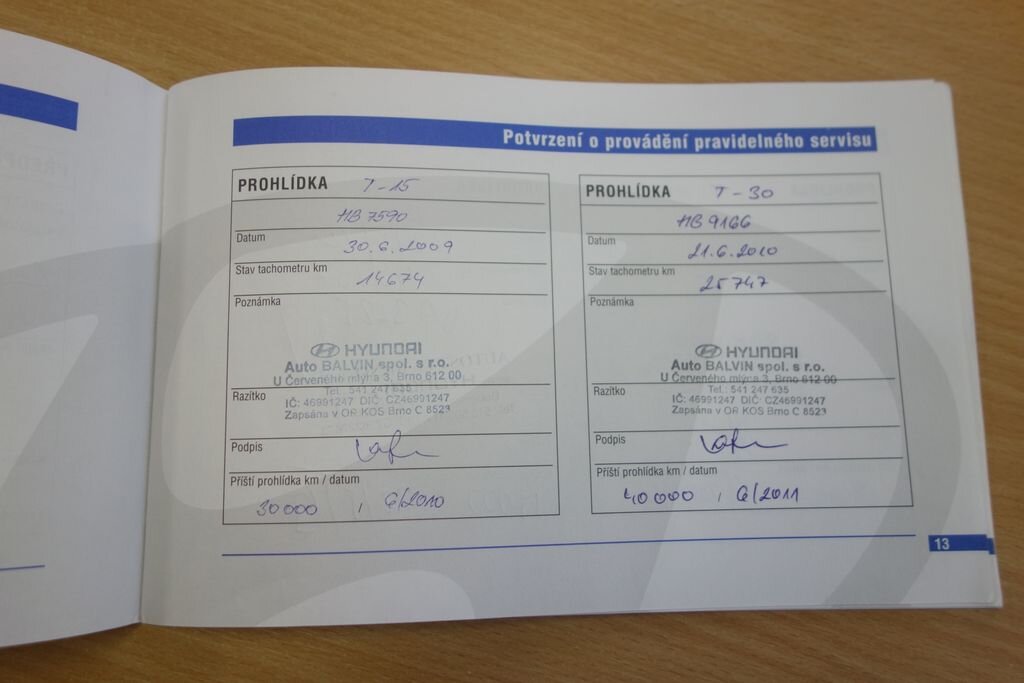 Potvrzení o provádění pravidelného servisu
PROHLÍDKA T-15
HB 7590
Datum 30.6.2009
Stav tachometru km 14674
Poznámka
HYUNDAI
Auto BALVIN spol. s r.o.
U Červeného mlýna 3, Brno 612 00
Tel.: 541 247 635
Razítko
IČ: 46991247 DIČ: CZ46991247
Zapsána v OR KOS Brno C 8523
Podpis
Příští prohlídka km / datum
30000 , 6/2010
PROHLÍDKA T-30
HB 9166
Datum 21.6.2010
Stav tachometru km 25747
Poznámka
HYUNDAI
Auto BALVIN spol. s r.o.
U Červeného mlýna 3, Brno 612 00
Tel.: 541 247 635
Razítko
IČ: 46991247 DIČ: CZ46991247
Zapsána v OR KOS Brno C 8523
Podpis
Příští prohlídka km / datum
40000 , 6/2011
13